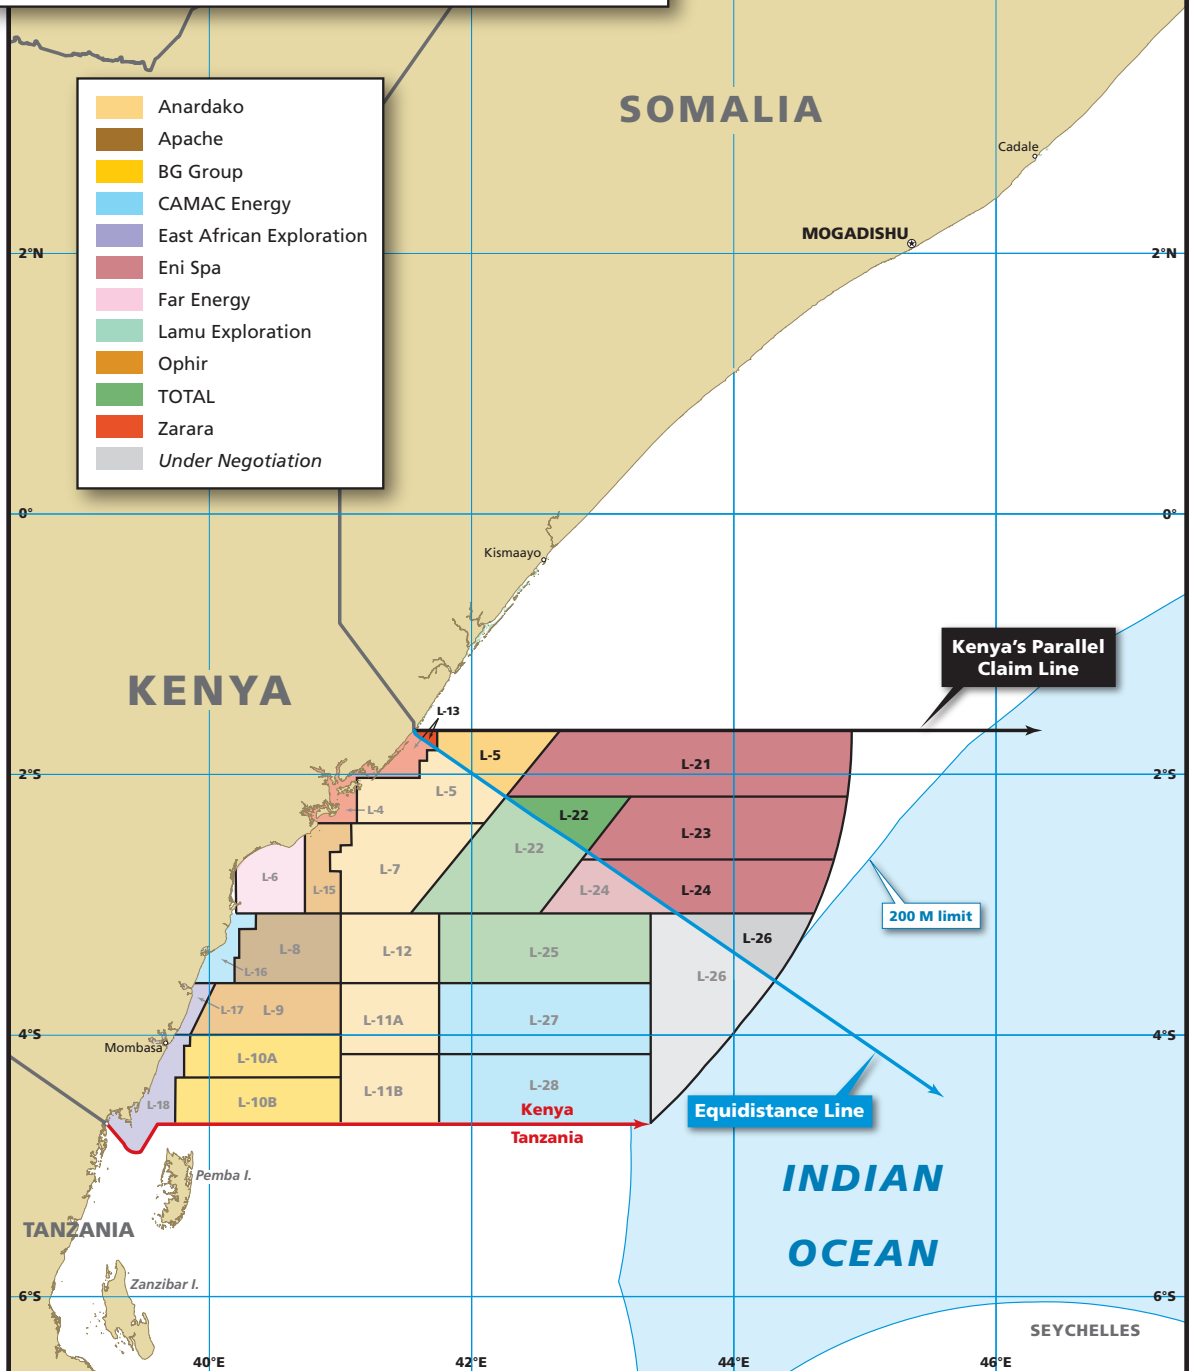 Anardako
Apache
BG Group
CAMAC Energy
East African Exploration
Eni Spa
Far Energy
Lamu Exploration
Ophir
TOTAL
Zarara
Under Negotiation
SOMALIA
Cadale
MOGADISHU
2°N
2°N
0°
0°
Kismaayo
Kenya's Parallel
Claim Line
KENYA
L-13
L-5
L-21
2°S
2°S
L-5
L-4
L-22
L-23
L-22
L-7
L-6
L-15
L-24
L-24
200 M limit
L-26
L-8
L-12
L-25
L-16
L-26
L-17
L-9
L-11A
L-27
4°S
4°S
Mombasa
L-10A
L-28
L-11B
L-10B
L-18
Kenya
Equidistance Line
Tanzania
Pemba I.
INDIAN
OCEAN
TANZANIA
Zanzibar I.
6°S
6°S
SEYCHELLES
40°E
42°E
44°E
46°E